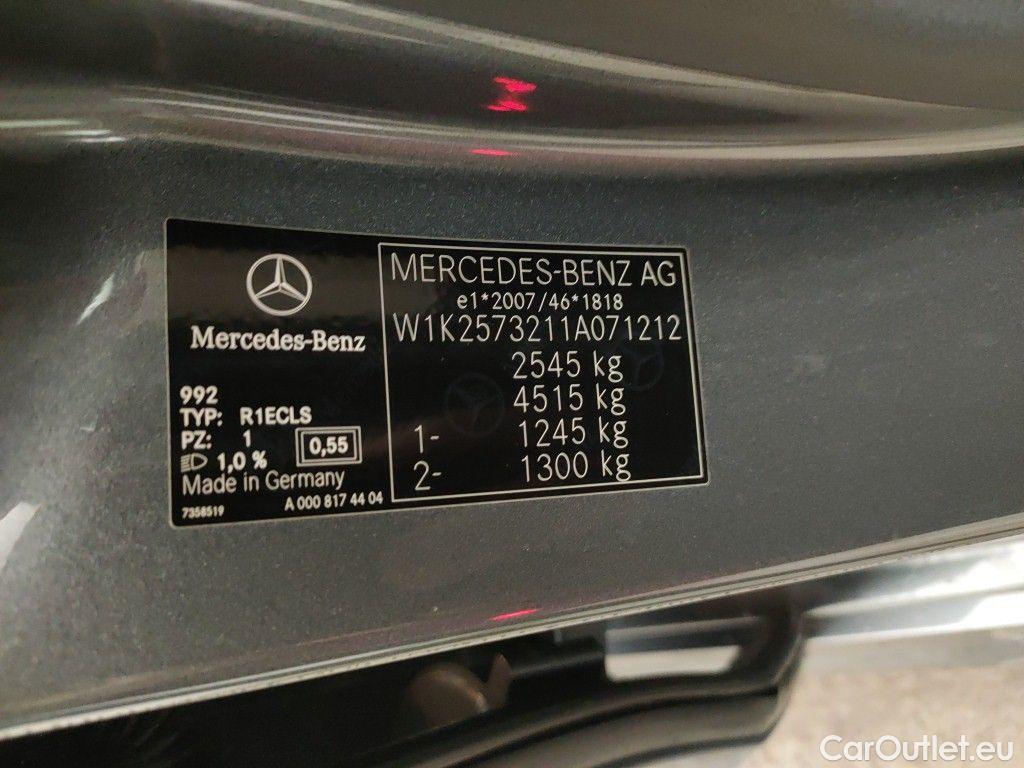 Mercedes-Benz
992
TYP: R1ECLS
PZ: 1
0,55
1,0 %
Made in Germany
7358519
A 000 817 44 04
MERCEDES-BENZ AG
e1*2007/46*1818
W1K2573211A071212
2545 kg
4515 kg
1- 1245 kg
2- 1300 kg
CarOutlet.eu